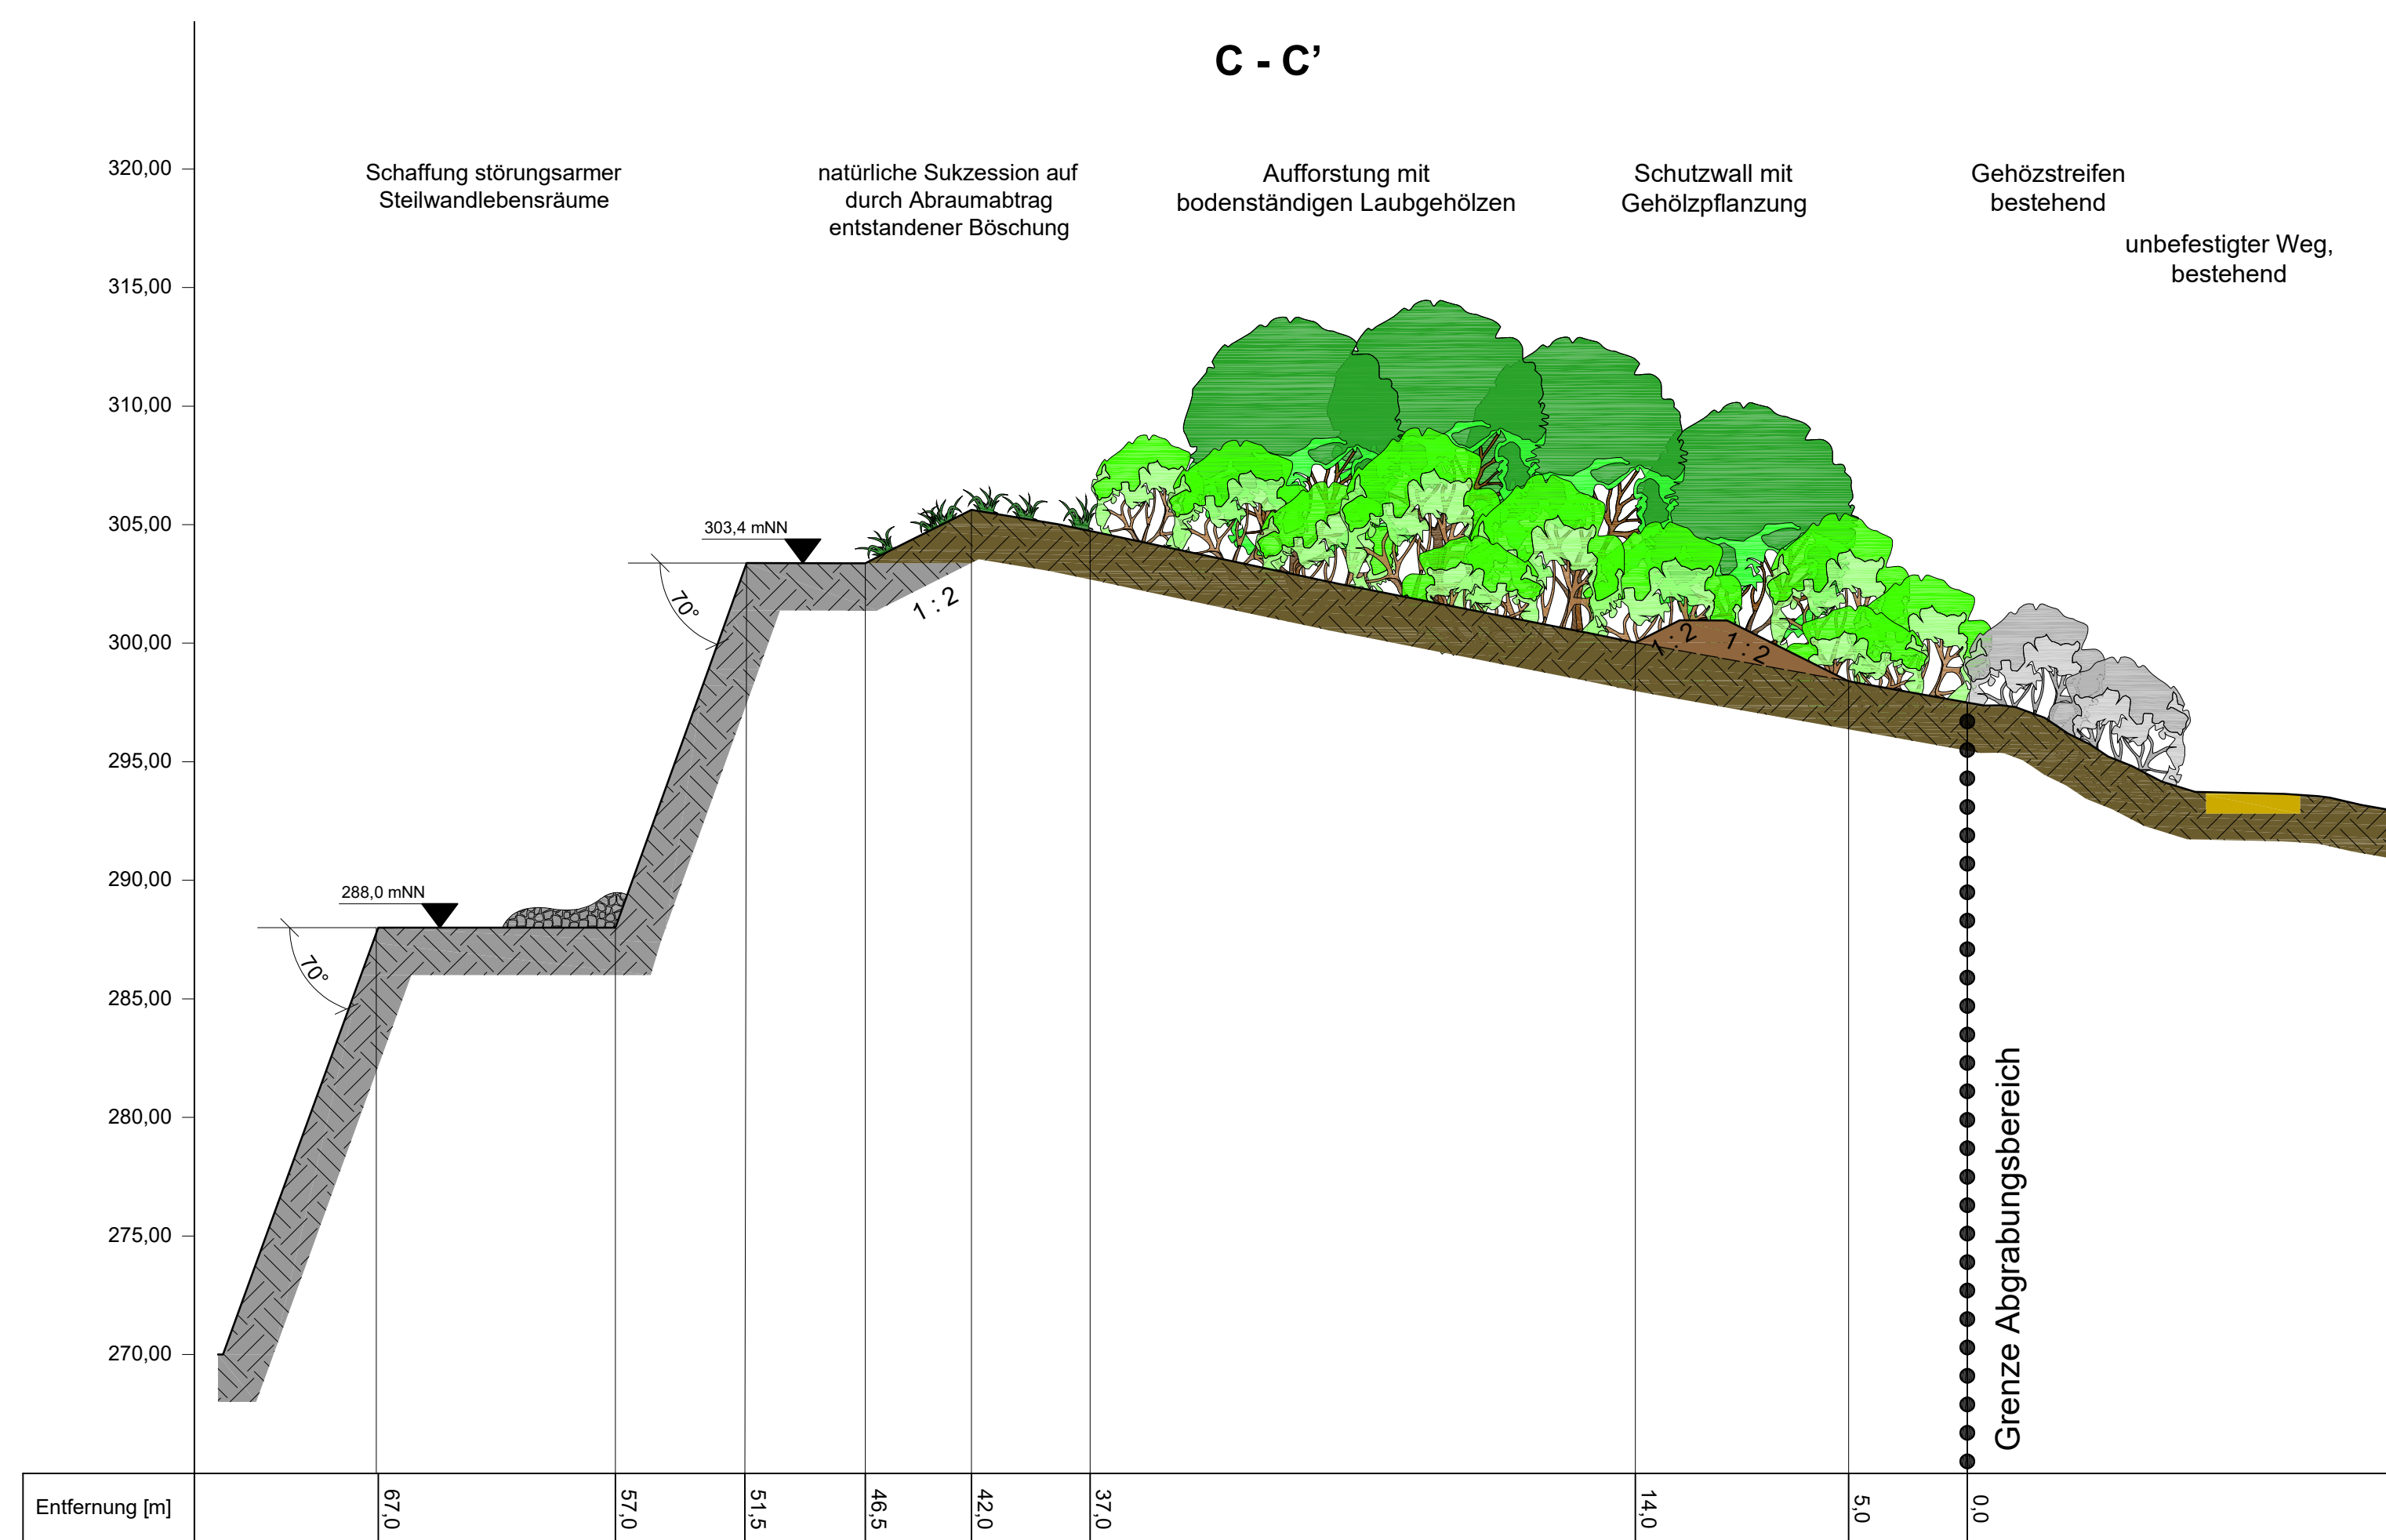 C - C’
Schaffung störungsarmer
Steilwandlebensräume
natürliche Sukzession auf
durch Abraumabtrag
entstandener Böschung
Aufforstung mit
bodenständigen Laubgehölzen
Schutzwall mit
Gehölzpflanzung
Gehözstreifen
bestehend
unbefestigter Weg,
bestehend
320,00
315,00
310,00
305,00
300,00
295,00
290,00
285,00
280,00
275,00
270,00
303,4 mNN
70°
1 : 2
1 : 2
1 : 2
288,0 mNN
70°
Grenze Abgrabungsbereich
Entfernung [m]
67,0
57,0
51,5
46,5
42,0
37,0
14,0
5,0
0,0